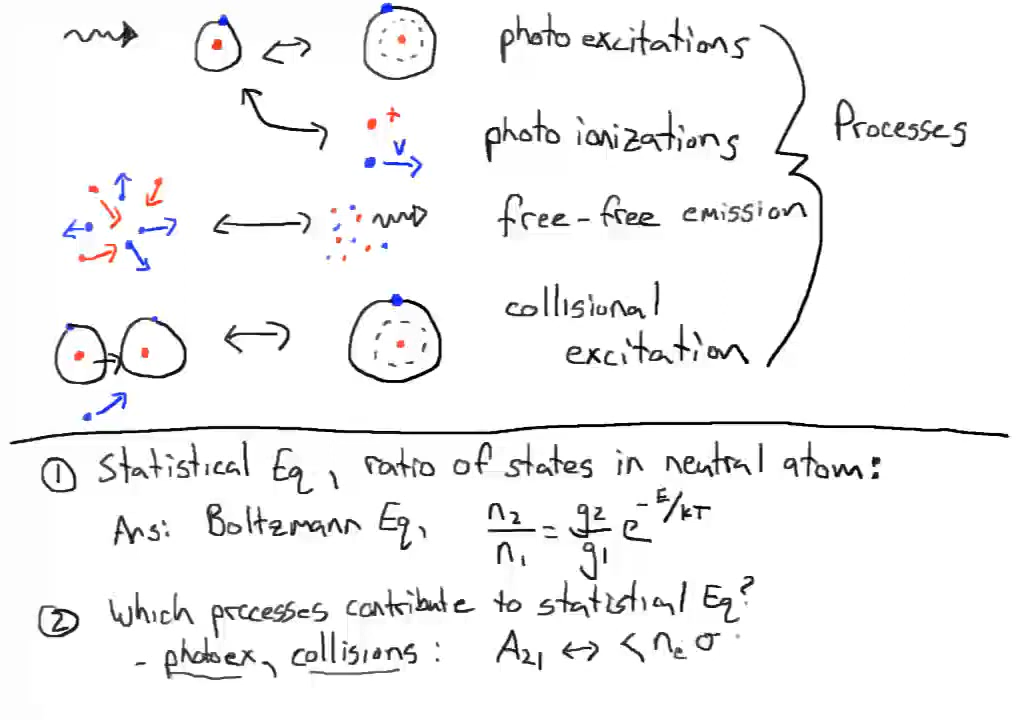 photo excitations
+
photo ionizations
v
Processes
free-free emission
collisional
excitation
① Statistical Eq, ratio of states in neutral atom:
Ans: Boltzmann Eq, n₂/n₁ = g₂/g₁ e^-E/kT
② Which processes contribute to statistial Eq?
- photoex, collisions: A₂₁ ↔ < nₑ σ